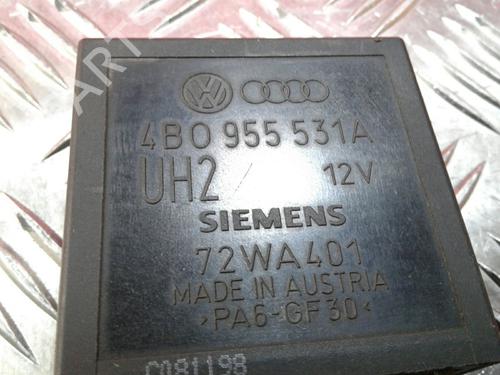 4B0 955 531A
UH2 12V
SIEMENS
72WA401
MADE IN AUSTRIA
>PA6-GF30<
C081198